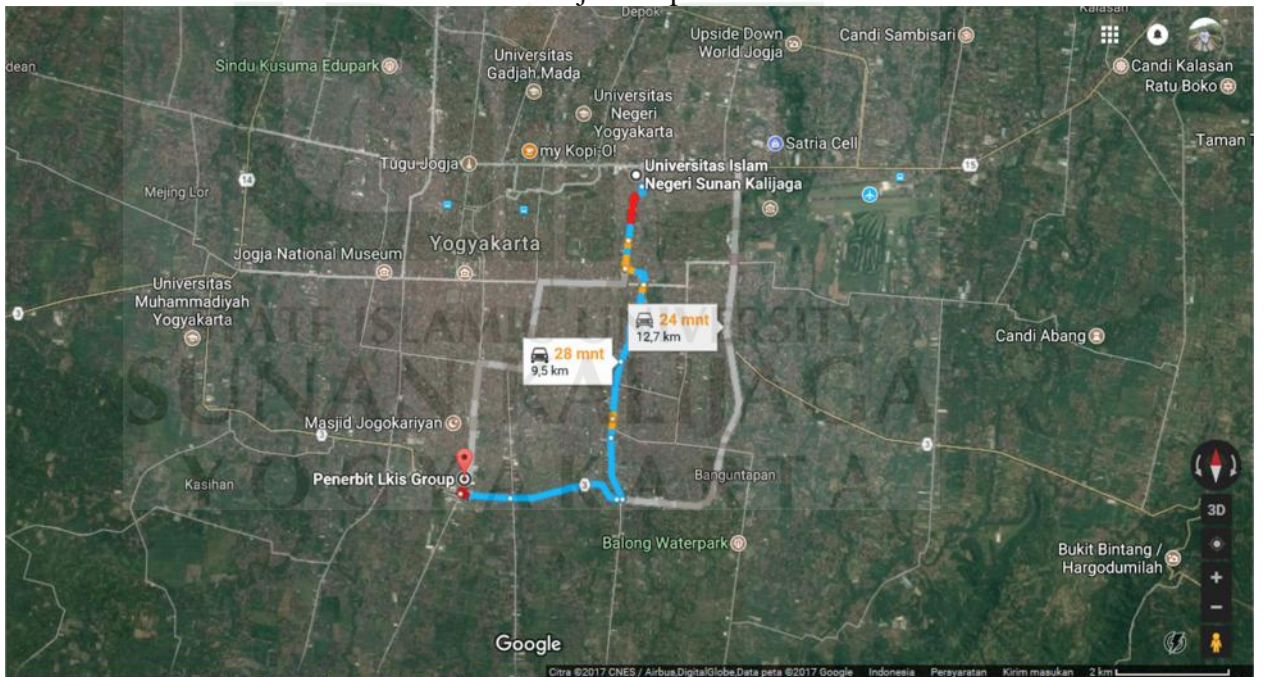 Depok
Kalasan
Upside Down
World Jogja
Candi Sambisari
dean
Sindu Kusuma Edupark
Universitas
Gadjah Mada
Candi Kalasan
Ratu Boko
Universitas
Negeri
Yogyakarta
my Kopi-O!
Satria Cell
Taman T
Tugu Jogja
Universitas Islam
Negeri Sunan Kalijaga
15
14
Mejing Lor
Yogyakarta
Jogja National Museum
Universitas
Muhammadiyah
Yogyakarta
3
24 mnt
12,7 km
28 mnt
9,5 km
Candi Abang
STATE ISLAMIC UNIVERSITY
SUNAN KALIJAGA
YOGYAKARTA
Masjid Jogokariyan
3
3
Kasihan
Penerbit Lkis Group
3
Banguntapan
3D
Balong Waterpark
Bukit Bintang /
Hargodumilah
+
−
Google
Citra ©2017 CNES / Airbus,DigitalGlobe,Data peta ©2017 Google Indonesia Persyaratan Kirim masukan 2 km